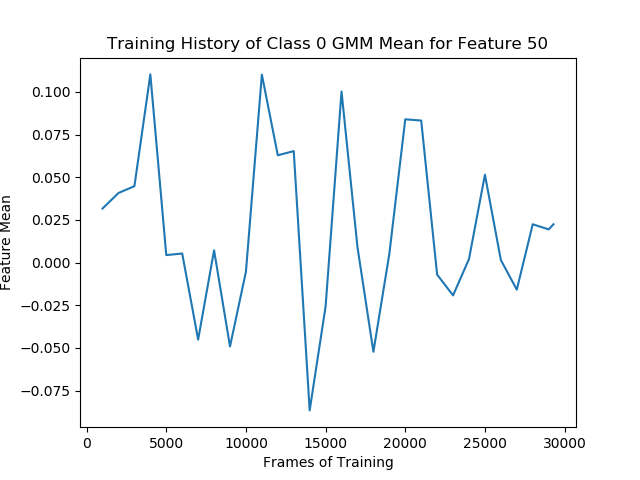 Training History of Class 0 GMM Mean for Feature 50
0.100
0.075
0.050
0.025
0.000
−0.025
−0.050
−0.075
Feature Mean
0 5000 10000 15000 20000 25000 30000
Frames of Training